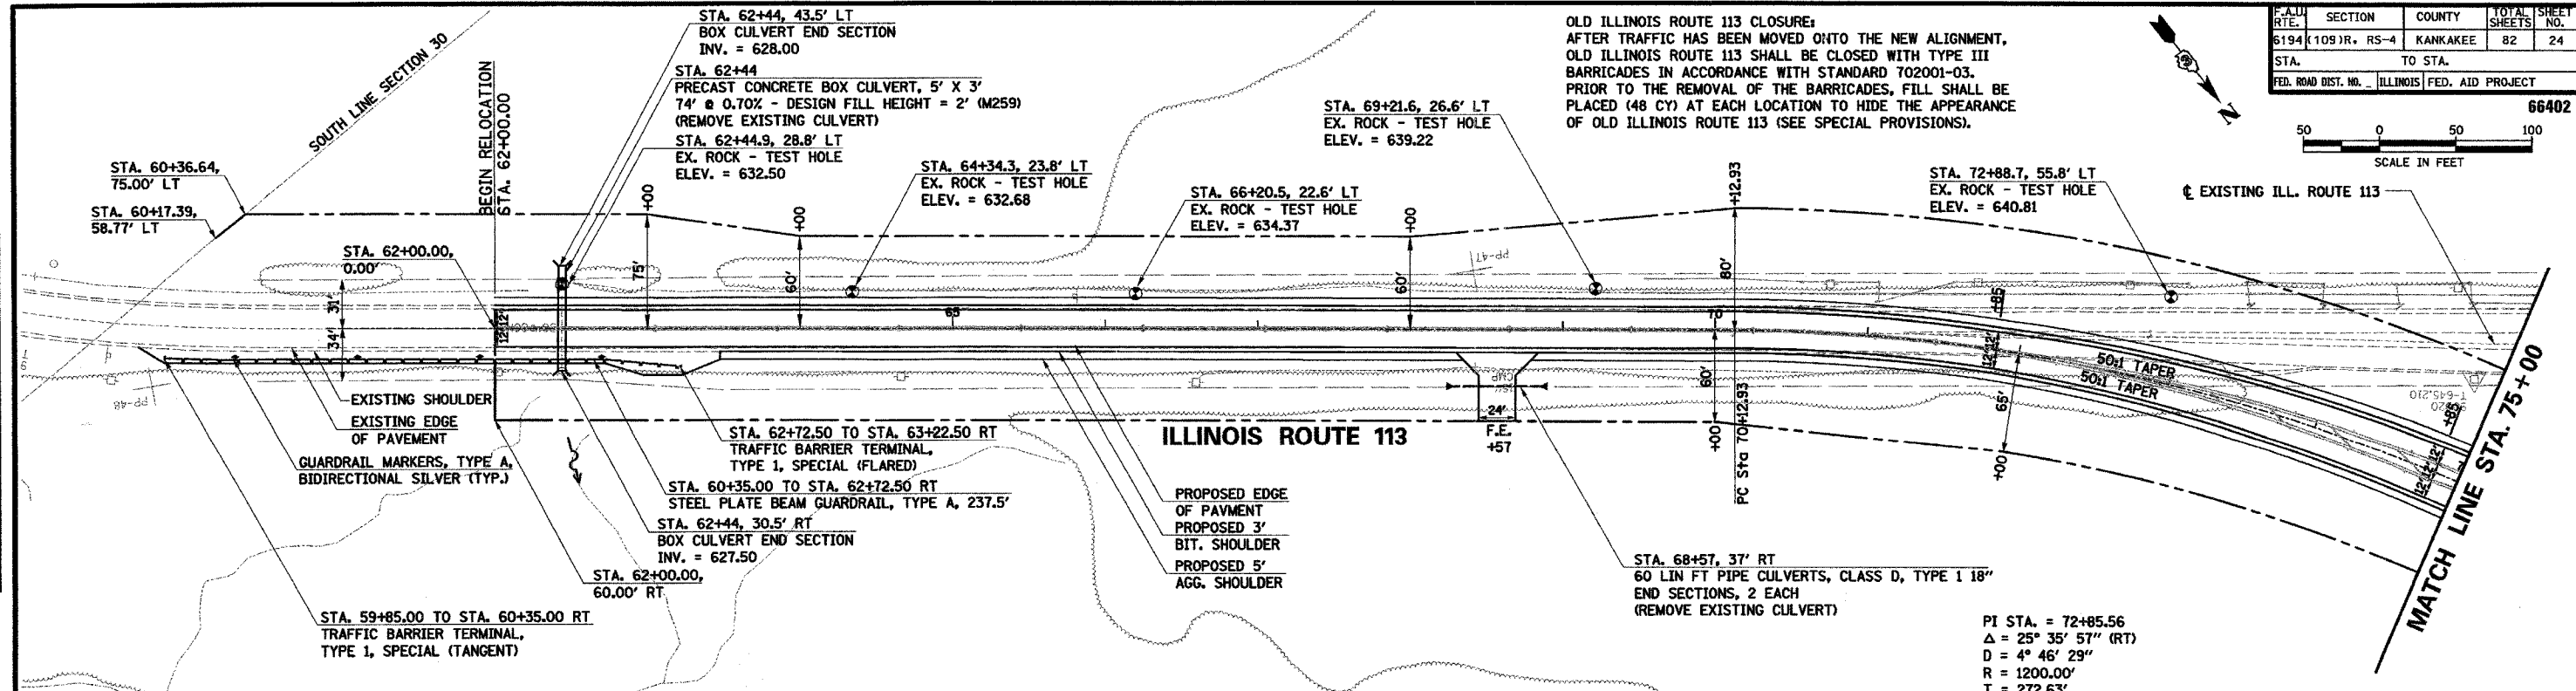 STA. 62+44, 43.5' LT
BOX CULVERT END SECTION
INV. = 628.00
STA. 62+44
PRECAST CONCRETE BOX CULVERT, 5' X 3'
74' @ 0.70% - DESIGN FILL HEIGHT = 2' (M259)
(REMOVE EXISTING CULVERT)
STA. 62+44.9, 28.8' LT
EX. ROCK - TEST HOLE
ELEV. = 632.50
SOUTH LINE SECTION 30
BEGIN RELOCATION
STA. 62+00.00
STA. 60+36.64,
75.00' LT
STA. 60+17.39,
58.77' LT
STA. 62+00.00,
0.00'
STA. 64+34.3, 23.8' LT
EX. ROCK - TEST HOLE
ELEV. = 632.68
STA. 66+20.5, 22.6' LT
EX. ROCK - TEST HOLE
ELEV. = 634.37
STA. 69+21.6, 26.6' LT
EX. ROCK - TEST HOLE
ELEV. = 639.22
OLD ILLINOIS ROUTE 113 CLOSURE:
AFTER TRAFFIC HAS BEEN MOVED ONTO THE NEW ALIGNMENT,
OLD ILLINOIS ROUTE 113 SHALL BE CLOSED WITH TYPE III
BARRICADES IN ACCORDANCE WITH STANDARD 702001-03.
PRIOR TO THE REMOVAL OF THE BARRICADES, FILL SHALL BE
PLACED (48 CY) AT EACH LOCATION TO HIDE THE APPEARANCE
OF OLD ILLINOIS ROUTE 113 (SEE SPECIAL PROVISIONS).
N
F.A.U. RTE. SECTION COUNTY TOTAL SHEETS SHEET NO.
6194 (109)R, RS-4 KANKAKEE 82 24
STA. TO STA.
FED. ROAD DIST. NO. _ ILLINOIS FED. AID PROJECT
66402
50 0 50 100
SCALE IN FEET
STA. 72+88.7, 55.8' LT
EX. ROCK - TEST HOLE
ELEV. = 640.81
℄ EXISTING ILL. ROUTE 113
+00
+00
+00
+12.93
75'
60'
60'
80'
31'
34'
12' 12'
65
70
PP-47
PP-48
+85
12' 12'
50:1 TAPER
50:1 TAPER
65'
60'
+00
+00
+85
12' 12' 12'
PC Sta 70+12.93
CMP
24'
F.E.
+57
T-645.210
MATCH LINE STA. 75+00
EXISTING SHOULDER
EXISTING EDGE
OF PAVEMENT
GUARDRAIL MARKERS, TYPE A,
BIDIRECTIONAL SILVER (TYP.)
STA. 62+72.50 TO STA. 63+22.50 RT
TRAFFIC BARRIER TERMINAL,
TYPE 1, SPECIAL (FLARED)
STA. 60+35.00 TO STA. 62+72.50 RT
STEEL PLATE BEAM GUARDRAIL, TYPE A, 237.5'
STA. 62+44, 30.5' RT
BOX CULVERT END SECTION
INV. = 627.50
STA. 62+00.00,
60.00' RT
STA. 59+85.00 TO STA. 60+35.00 RT
TRAFFIC BARRIER TERMINAL,
TYPE 1, SPECIAL (TANGENT)
ILLINOIS ROUTE 113
PROPOSED EDGE
OF PAVMENT
PROPOSED 3'
BIT. SHOULDER
PROPOSED 5'
AGG. SHOULDER
STA. 68+57, 37' RT
60 LIN FT PIPE CULVERTS, CLASS D, TYPE 1 18"
END SECTIONS, 2 EACH
(REMOVE EXISTING CULVERT)
PI STA. = 72+85.56
Δ = 25° 35' 57" (RT)
D = 4° 46' 29"
R = 1200.00'
T = 272.63'